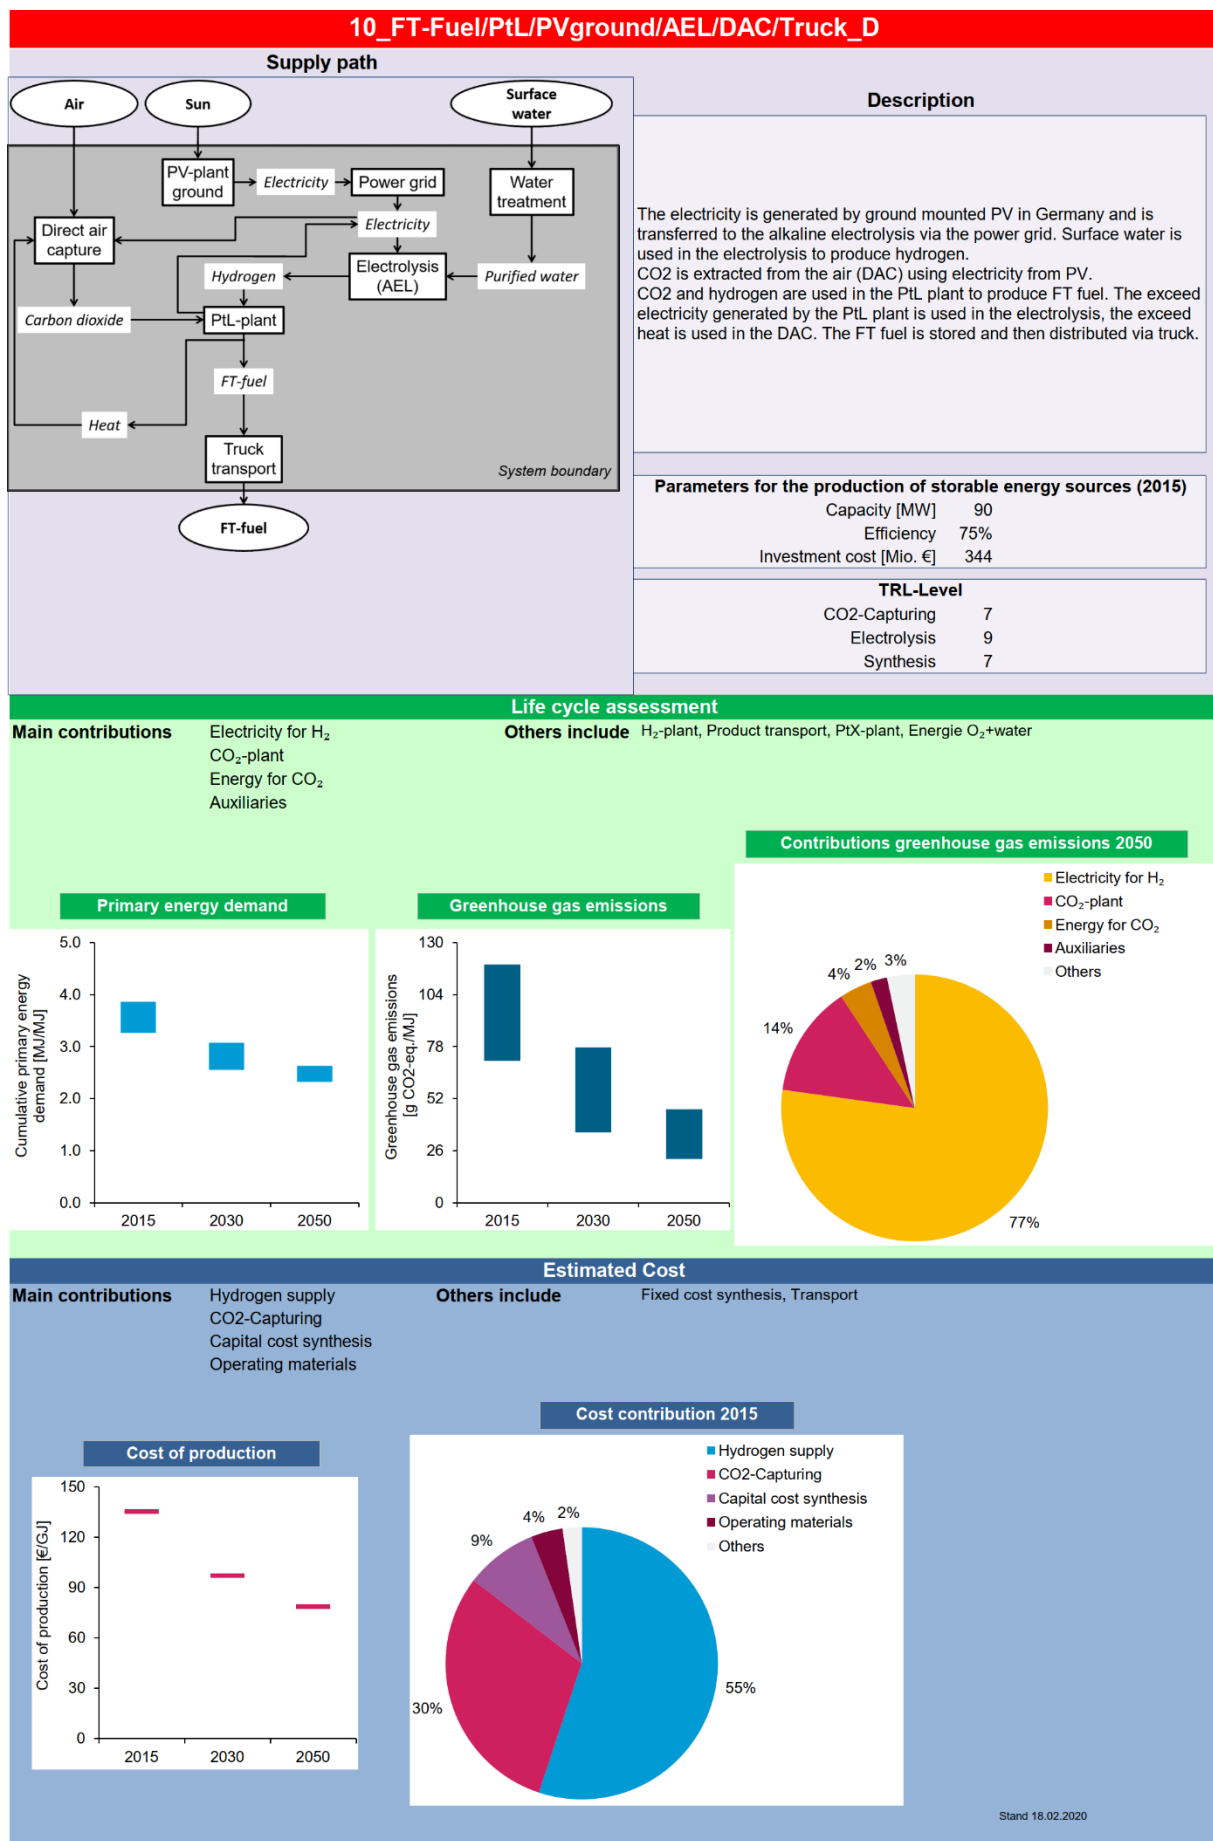 10_FT-Fuel/PtL/PVground/AEL/DAC/Truck_D
Supply path
Air
Sun
Surface
water
PV-plant
ground
Electricity
Power grid
Water
treatment
Direct air
capture
Electricity
Hydrogen
Electrolysis
(AEL)
Purified water
Carbon dioxide
PtL-plant
FT-fuel
Heat
Truck
transport
System boundary
FT-fuel
Description
The electricity is generated by ground mounted PV in Germany and is
transferred to the alkaline electrolysis via the power grid. Surface water is
used in the electrolysis to produce hydrogen.
CO2 is extracted from the air (DAC) using electricity from PV.
CO2 and hydrogen are used in the PtL plant to produce FT fuel. The exceed
electricity generated by the PtL plant is used in the electrolysis, the exceed
heat is used in the DAC. The FT fuel is stored and then distributed via truck.
Parameters for the production of storable energy sources (2015)
Capacity [MW] 90
Efficiency 75%
Investment cost [Mio. €] 344
TRL-Level
CO2-Capturing 7
Electrolysis 9
Synthesis 7
Life cycle assessment
Main contributions
Electricity for H₂
CO₂-plant
Energy for CO₂
Auxiliaries
Others include H₂-plant, Product transport, PtX-plant, Energie O₂+water
Primary energy demand
Cumulative primary energy
demand [MJ/MJ]
5.0
4.0
3.0
2.0
1.0
0.0
2015 2030 2050
Greenhouse gas emissions
Greenhouse gas emissions
[g CO2-eq./MJ]
130
104
78
52
26
0
2015 2030 2050
Contributions greenhouse gas emissions 2050
Electricity for H₂
CO₂-plant
Energy for CO₂
Auxiliaries
Others
4% 2% 3%
14%
77%
Estimated Cost
Main contributions
Hydrogen supply
CO2-Capturing
Capital cost synthesis
Operating materials
Others include Fixed cost synthesis, Transport
Cost of production
Cost of production [€/GJ]
150
120
90
60
30
0
2015 2030 2050
Cost contribution 2015
Hydrogen supply
CO2-Capturing
Capital cost synthesis
Operating materials
Others
9% 4% 2%
30%
55%
Stand 18.02.2020